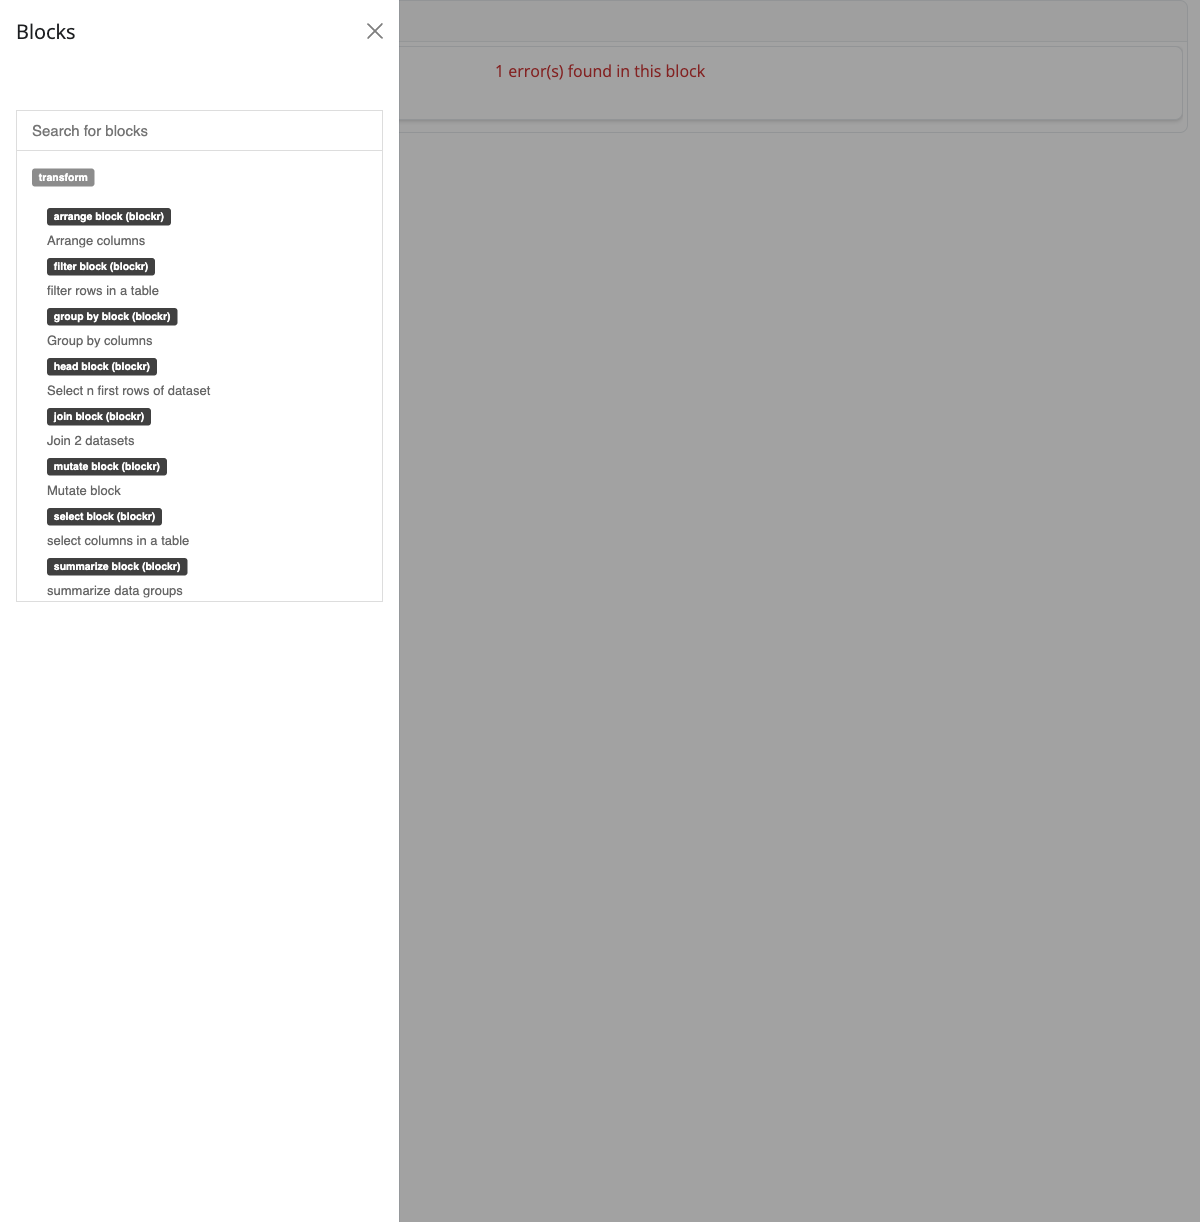 Blocks
1 error(s) found in this block
Search for blocks
transform
arrange block (blockr)
Arrange columns
filter block (blockr)
filter rows in a table
group by block (blockr)
Group by columns
head block (blockr)
Select n first rows of dataset
join block (blockr)
Join 2 datasets
mutate block (blockr)
Mutate block
select block (blockr)
select columns in a table
summarize block (blockr)
summarize data groups